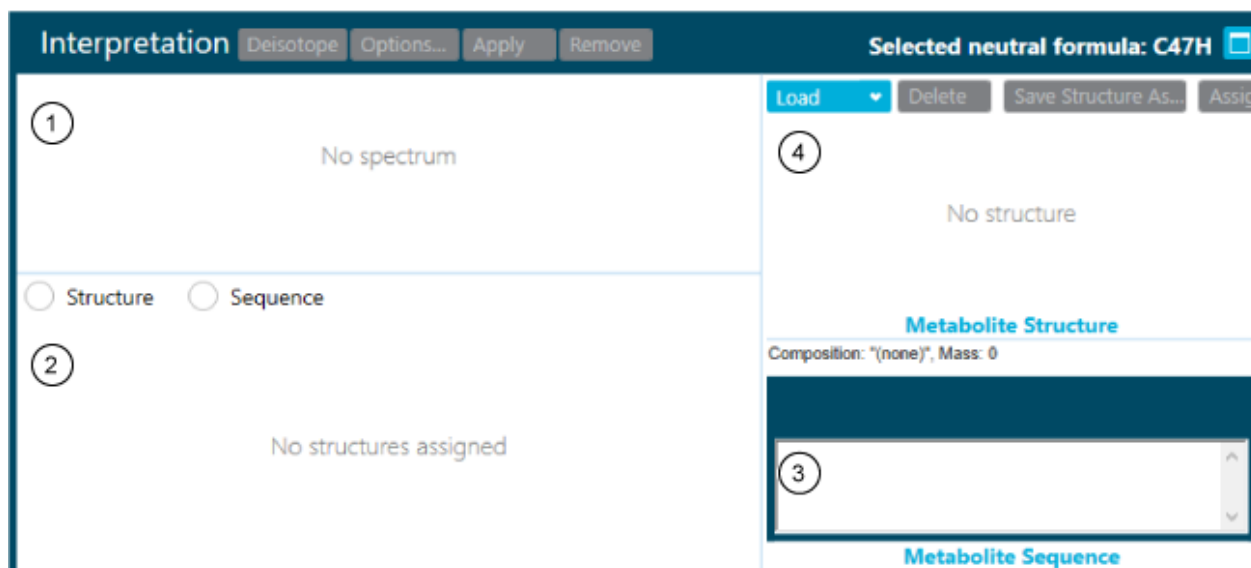 Interpretation Deisotope Options... Apply Remove Selected neutral formula: C47H
Load Delete Save Structure As... Assig
1
No spectrum
4
No structure
Structure Sequence
Metabolite Structure
Composition: "(none)", Mass: 0
2
No structures assigned
3
Metabolite Sequence